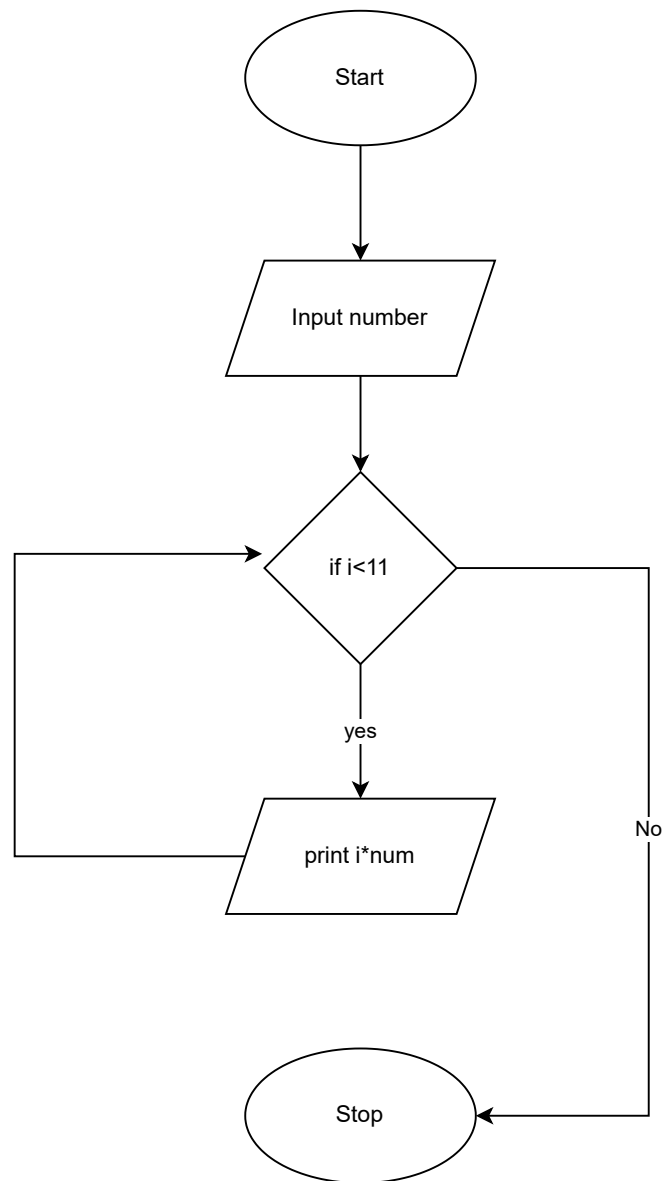 Start
Input number
if i<11
yes
No
print i*num
Stop